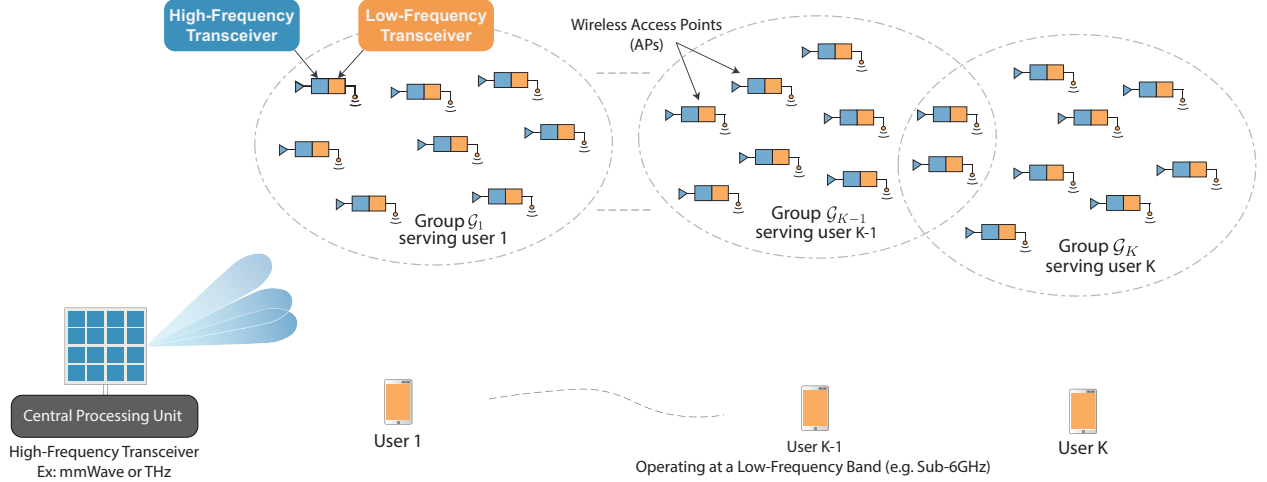 High-Frequency
Transceiver
Low-Frequency
Transceiver
Wireless Access Points
(APs)
Group 𝒢₁
serving user 1
Group 𝒢_{K−1}
serving user K-1
Group 𝒢_K
serving user K
Central Processing Unit
High-Frequency Transceiver
Ex: mmWave or THz
User 1
User K-1
Operating at a Low-Frequency Band (e.g. Sub-6GHz)
User K